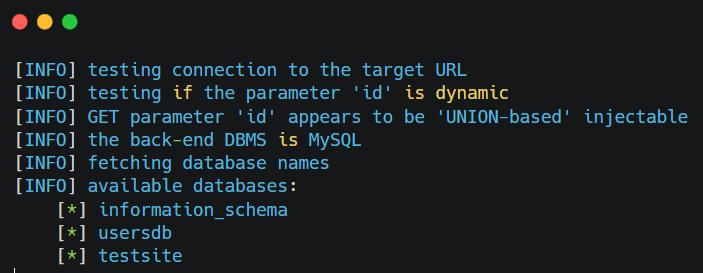 [INFO] testing connection to the target URL
[INFO] testing if the parameter 'id' is dynamic
[INFO] GET parameter 'id' appears to be 'UNION-based' injectable
[INFO] the back-end DBMS is MySQL
[INFO] fetching database names
[INFO] available databases:
[*] information_schema
[*] usersdb
[*] testsite